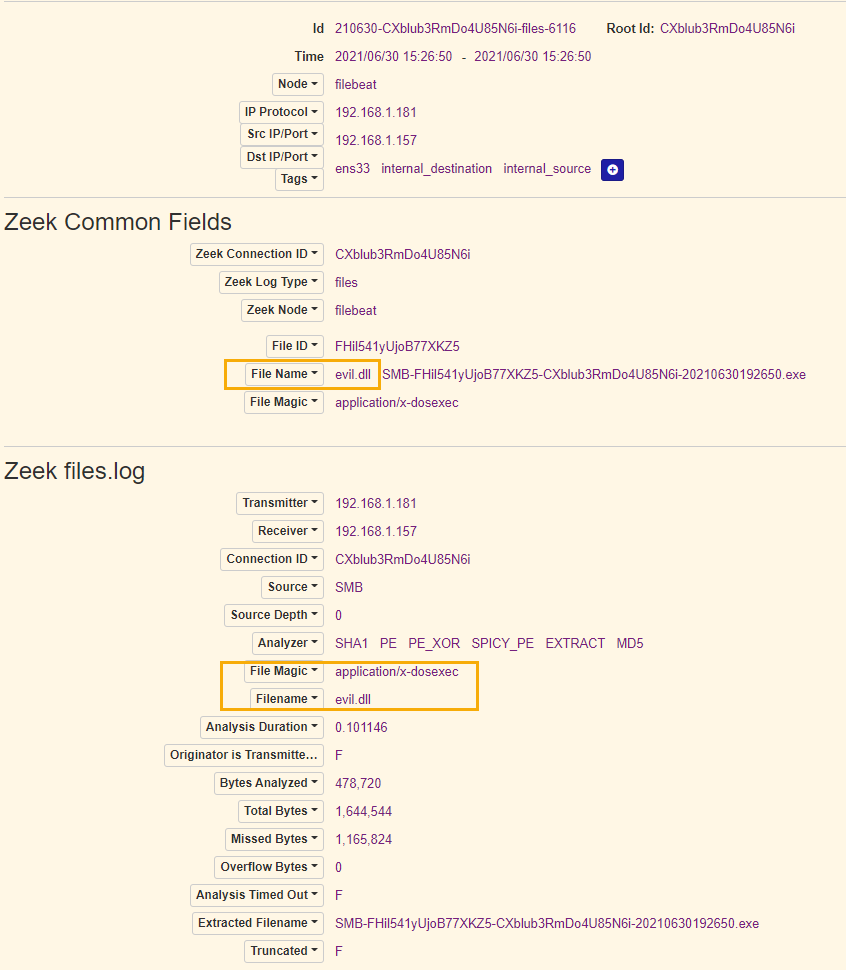 Id 210630-CXblub3RmDo4U85N6i-files-6116 Root Id: CXblub3RmDo4U85N6i
Time 2021/06/30 15:26:50 - 2021/06/30 15:26:50
Node filebeat
IP Protocol 192.168.1.181
Src IP/Port 192.168.1.157
Dst IP/Port
Tags ens33 internal_destination internal_source
Zeek Common Fields
Zeek Connection ID CXblub3RmDo4U85N6i
Zeek Log Type files
Zeek Node filebeat
File ID FHil541yUjoB77XKZ5
File Name evil.dll SMB-FHil541yUjoB77XKZ5-CXblub3RmDo4U85N6i-20210630192650.exe
File Magic application/x-dosexec
Zeek files.log
Transmitter 192.168.1.181
Receiver 192.168.1.157
Connection ID CXblub3RmDo4U85N6i
Source SMB
Source Depth 0
Analyzer SHA1 PE PE_XOR SPICY_PE EXTRACT MD5
File Magic application/x-dosexec
Filename evil.dll
Analysis Duration 0.101146
Originator is Transmitte... F
Bytes Analyzed 478,720
Total Bytes 1,644,544
Missed Bytes 1,165,824
Overflow Bytes 0
Analysis Timed Out F
Extracted Filename SMB-FHil541yUjoB77XKZ5-CXblub3RmDo4U85N6i-20210630192650.exe
Truncated F